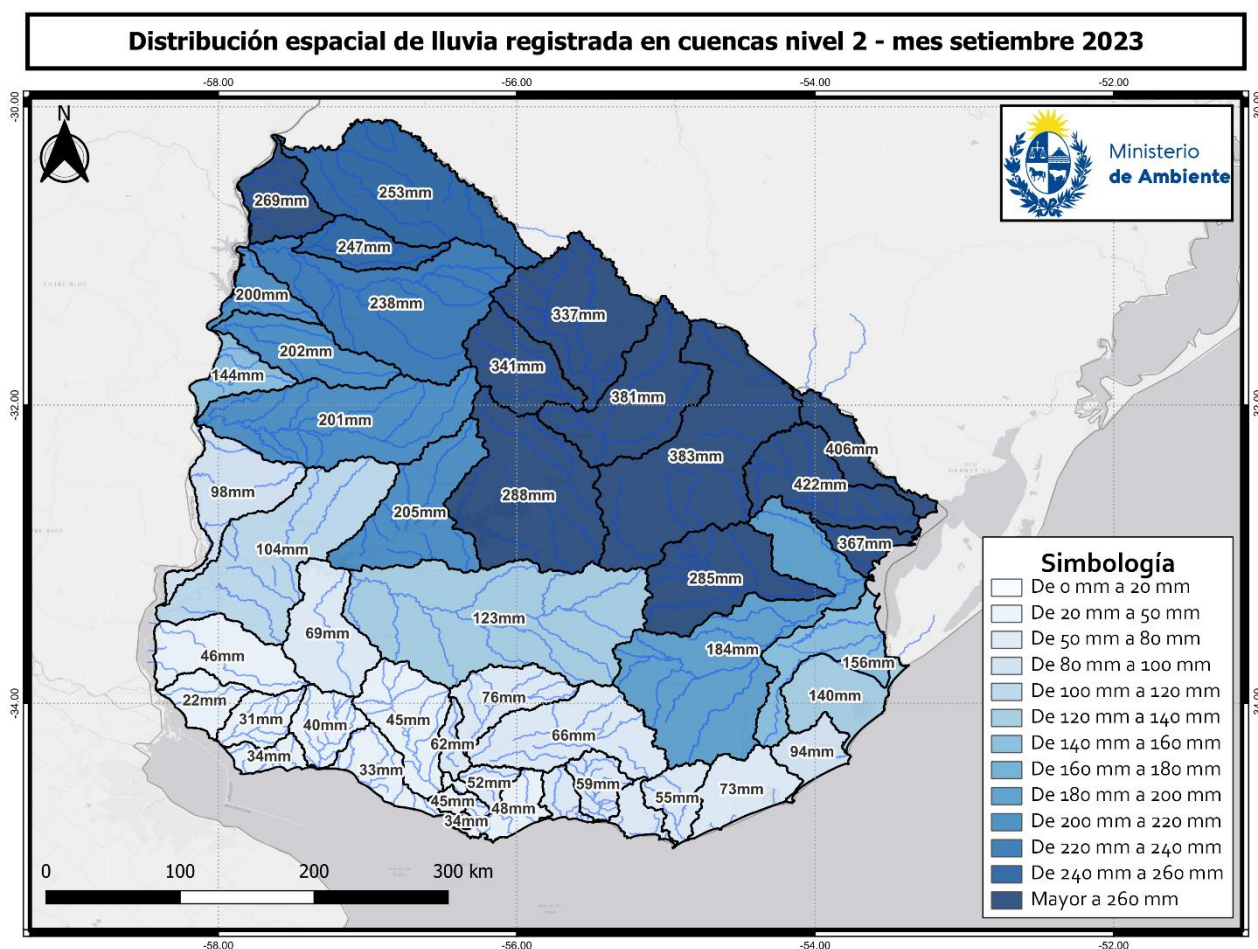 Distribución espacial de lluvia registrada en cuencas nivel 2 - mes setiembre 2023
-58.00 -56.00 -54.00 -52.00
-30.00
N
Ministerio
de Ambiente
269mm
253mm
247mm
200mm
238mm
337mm
202mm
341mm
144mm
381mm
-32.00
201mm
406mm
383mm
422mm
98mm
288mm
205mm
104mm
367mm
285mm
123mm
69mm
184mm
46mm
156mm
140mm
-34.00
22mm
76mm
31mm
40mm
45mm
66mm
62mm
94mm
34mm
33mm
52mm
59mm
73mm
45mm
48mm
55mm
34mm
Simbología
De 0 mm a 20 mm
De 20 mm a 50 mm
De 50 mm a 80 mm
De 80 mm a 100 mm
De 100 mm a 120 mm
De 120 mm a 140 mm
De 140 mm a 160 mm
De 160 mm a 180 mm
De 180 mm a 200 mm
De 200 mm a 220 mm
De 220 mm a 240 mm
De 240 mm a 260 mm
Mayor a 260 mm
0 100 200 300 km
-58.00 -56.00 -54.00 -52.00